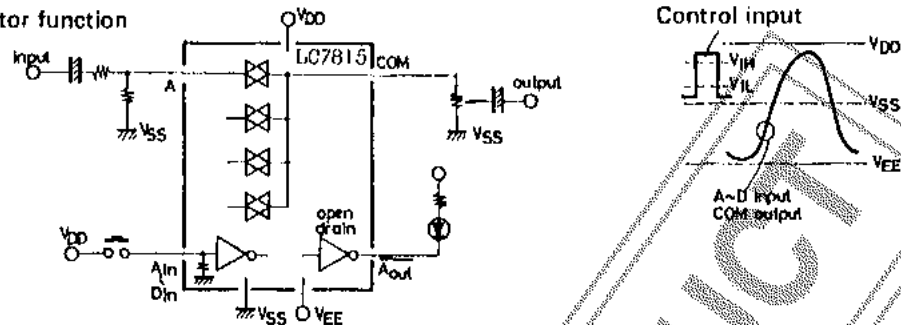 tor function
VDD
Control input
input
LC7815
COM
output
A
VSS
VSS
VDD
VIH
VIL
VSS
VEE
A~D input
COM output
open
drain
VDD
Ain
~
Din
Aout
VSS
VEE